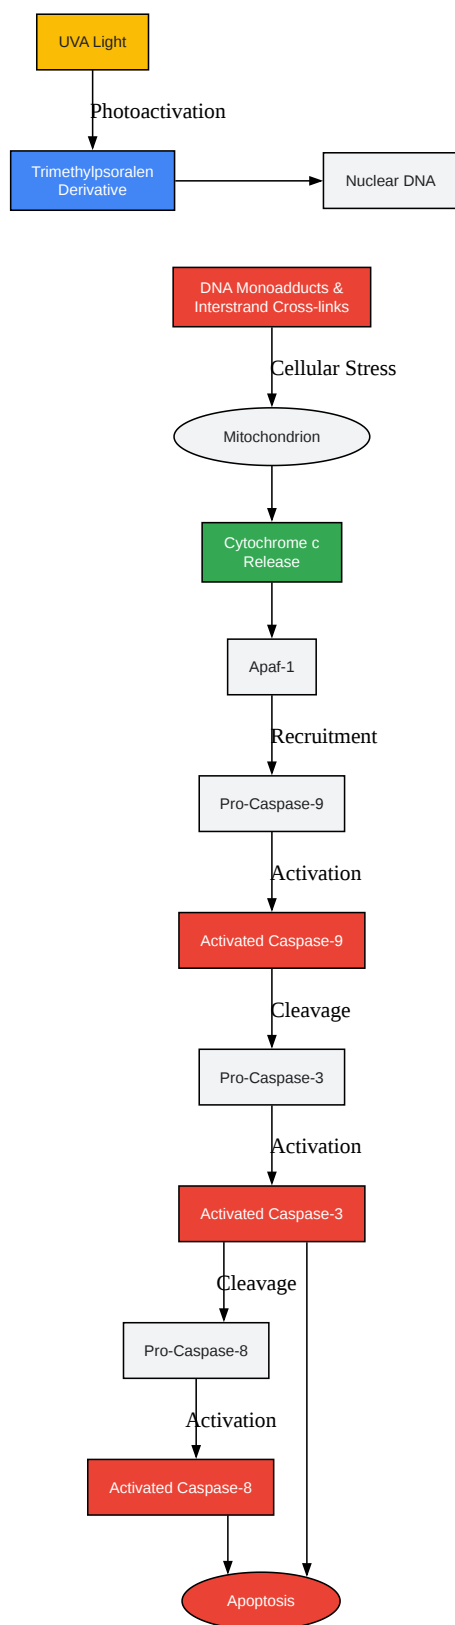 UVA Light
Photoactivation
Trimethylpsoralen
Derivative
Nuclear DNA
DNA Monoadducts &
Interstrand Cross-links
Cellular Stress
Mitochondrion
Cytochrome c
Release
Apaf-1
Recruitment
Pro-Caspase-9
Activation
Activated Caspase-9
Cleavage
Pro-Caspase-3
Activation
Activated Caspase-3
Cleavage
Pro-Caspase-8
Activation
Activated Caspase-8
Apoptosis